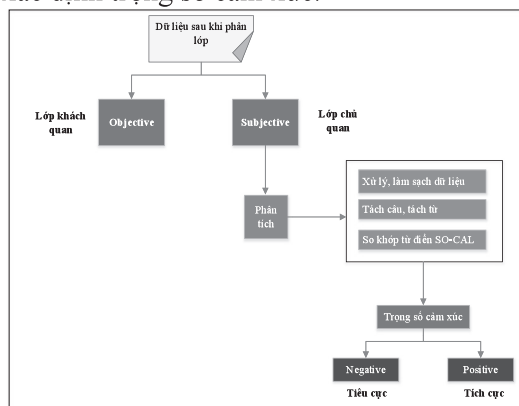 Dữ liệu sau khi phân
lớp
Lớp khách
quan
Objective
Subjective
Lớp chủ
quan
Phân
tích
Xử lý, làm sạch dữ liệu
Tách câu, tách từ
So khớp từ điển SO-CAL
Trọng số cảm xúc
Negative
Positive
Tiêu cực
Tích cực